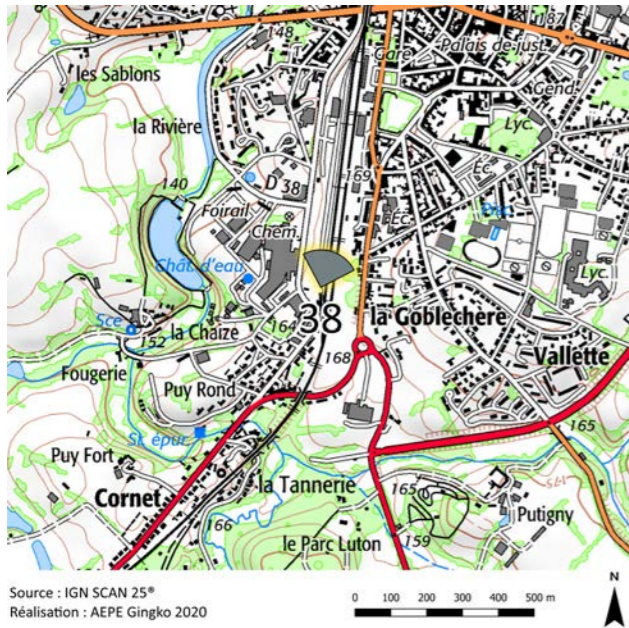 187
148
Palais de just.
Gare
les Sablons
Gend.
la Rivière
Lyc.
Éc.
140
D 38
169
Foirail
Éc.
Chem.
Chât. d'eau
Lyc.
Sce
38
152
la Chaize
164
la Goblechère
168
Vallette
Fougerie
Puy Rond
165
St. épur.
Puy Fort
la Tannerie
175
Cornet
165
Putigny
166
le Parc Luton
159
Source : IGN SCAN 25®
Réalisation : AEPE Gingko 2020
N
0 100 200 300 400 500 m